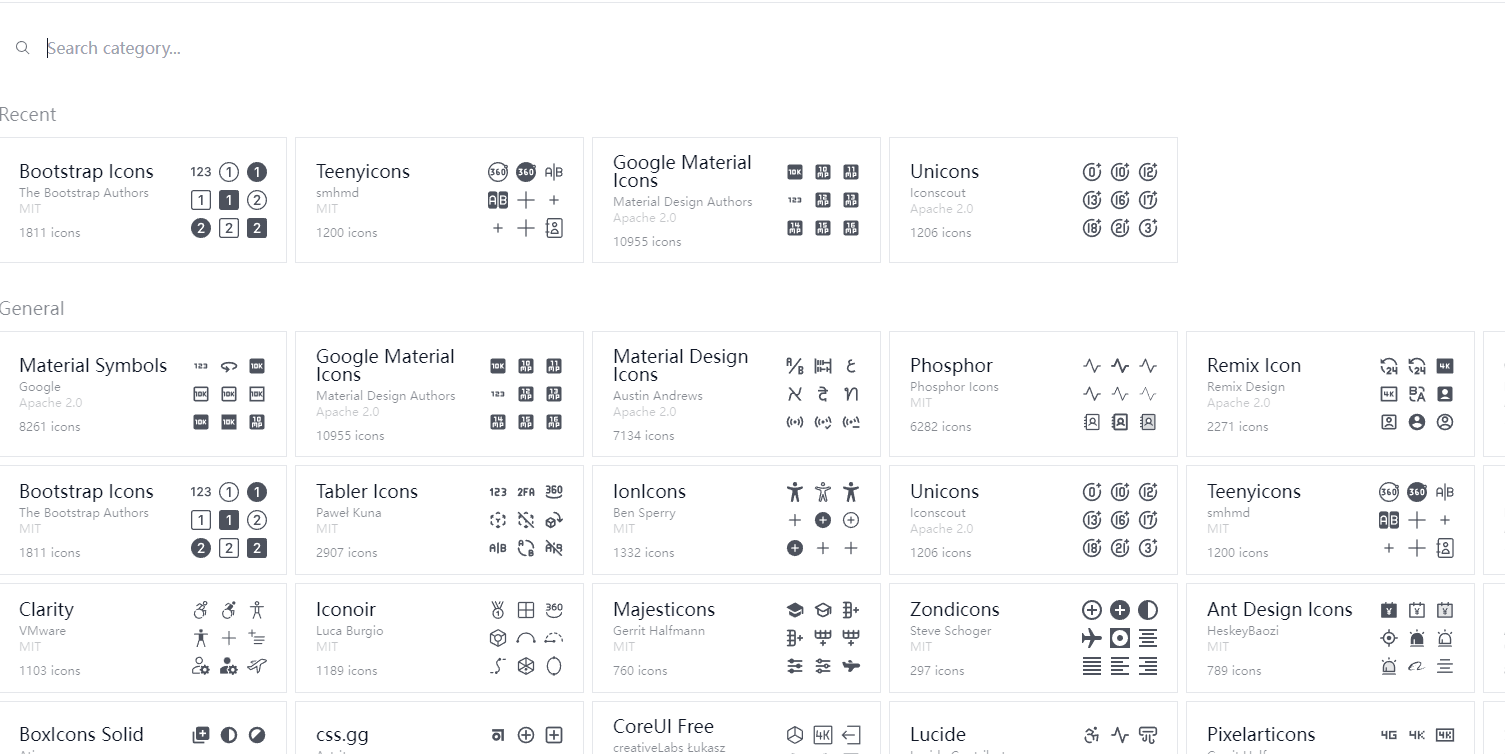 Search category...
Recent
Bootstrap Icons
The Bootstrap Authors
MIT
1811 icons
Teenyicons
smhmd
MIT
1200 icons
Google Material
Icons
Material Design Authors
Apache 2.0
10955 icons
Unicons
Iconscout
Apache 2.0
1206 icons
General
Material Symbols
Google
Apache 2.0
8261 icons
Google Material
Icons
Material Design Authors
Apache 2.0
10955 icons
Material Design
Icons
Austin Andrews
Apache 2.0
7134 icons
Phosphor
Phosphor Icons
MIT
6282 icons
Remix Icon
Remix Design
Apache 2.0
2271 icons
Bootstrap Icons
The Bootstrap Authors
MIT
1811 icons
Tabler Icons
Paweł Kuna
MIT
2907 icons
IonIcons
Ben Sperry
MIT
1332 icons
Unicons
Iconscout
Apache 2.0
1206 icons
Teenyicons
smhmd
MIT
1200 icons
Clarity
VMware
MIT
1103 icons
Iconoir
Luca Burgio
MIT
1189 icons
Majesticons
Gerrit Halfmann
MIT
760 icons
Zondicons
Steve Schoger
MIT
297 icons
Ant Design Icons
HeskeyBaozi
MIT
789 icons
BoxIcons Solid
css.gg
CoreUI Free
creativeLabs Łukasz
Lucide
Pixelarticons